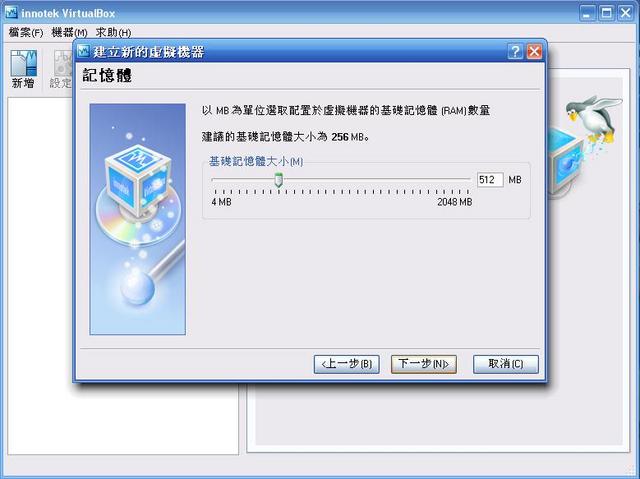 innotek VirtualBox
檔案(F) 機器(M) 求助(H)
新增
設定
建立新的虛擬機器
記憶體
以 MB 為單位選取配置於虛擬機器的基礎記憶體 (RAM)數量
建議的基礎記憶體大小為 256 MB。
基礎記憶體大小(M)
512 MB
4 MB
2048 MB
innotek
<上一步(B)
下一步(N)>
取消(C)